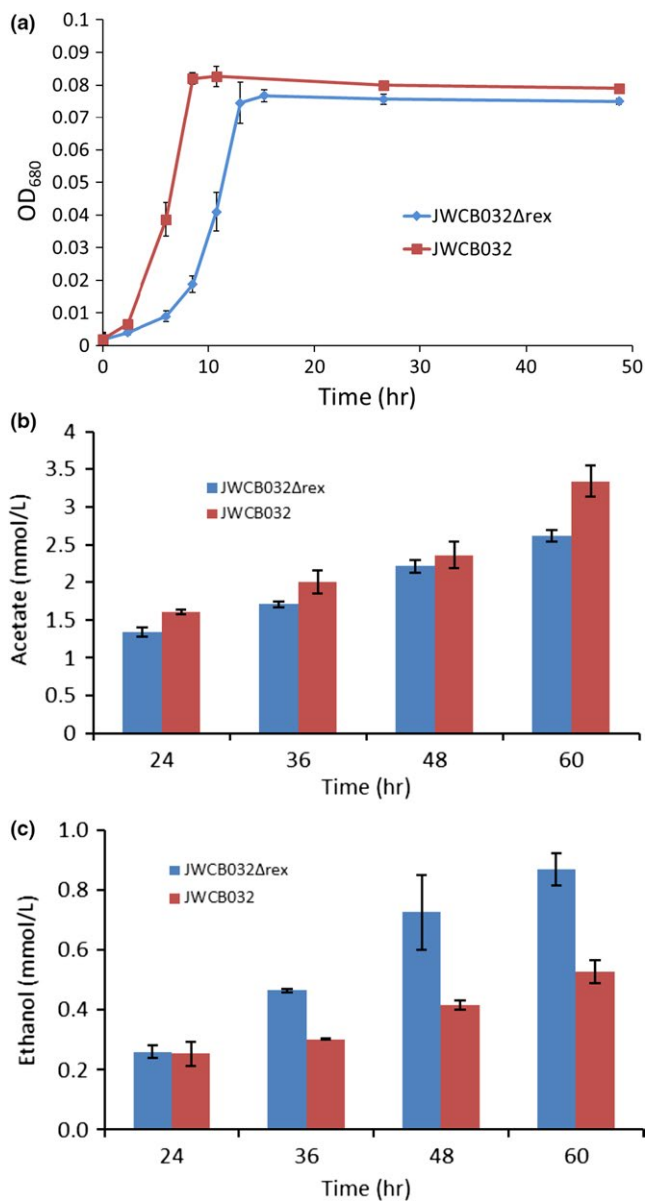 (a)
0.1
0.09
0.08
0.07
0.06
0.05
0.04
0.03
0.02
0.01
0
OD680
JWCB032Δrex
JWCB032
0 10 20 30 40 50
Time (hr)
(b)
4
3.5
3
2.5
2
1.5
1
0.5
0
Acetate (mmol/L)
JWCB032Δrex
JWCB032
24 36 48 60
Time (hr)
(c)
1.0
0.8
0.6
0.4
0.2
0.0
Ethanol (mmol/L)
JWCB032Δrex
JWCB032
24 36 48 60
Time (hr)